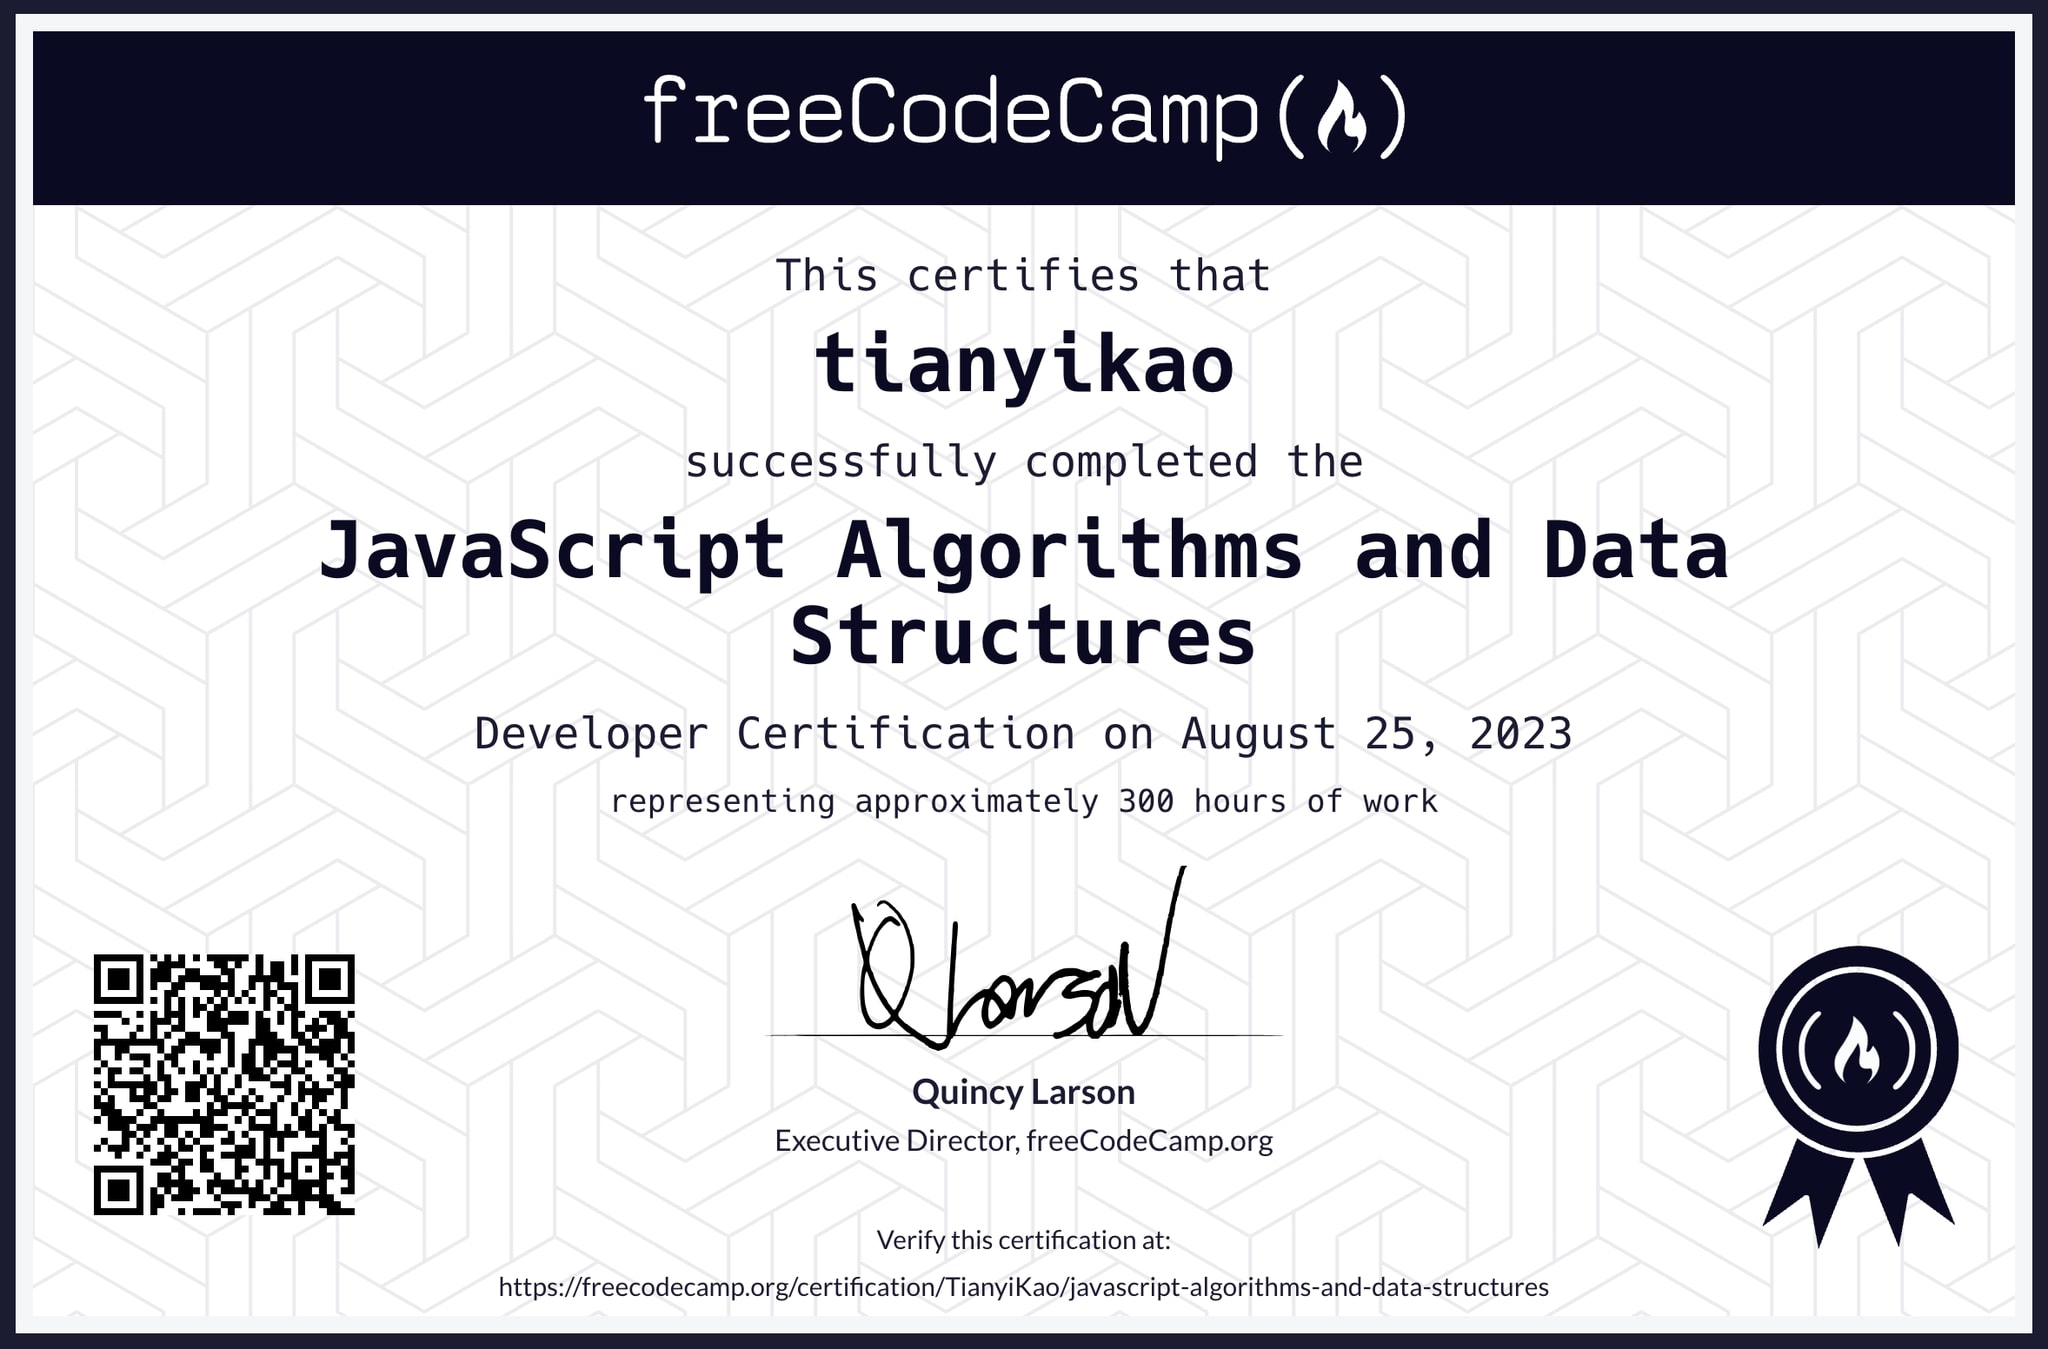 freeCodeCamp
This certifies that
tianyikao
successfully completed the
JavaScript Algorithms and Data
Structures
Developer Certification on August 25, 2023
representing approximately 300 hours of work
Q Larson
Quincy Larson
Executive Director, freeCodeCamp.org
Verify this certification at:
https://freecodecamp.org/certification/TianyiKao/javascript-algorithms-and-data-structures